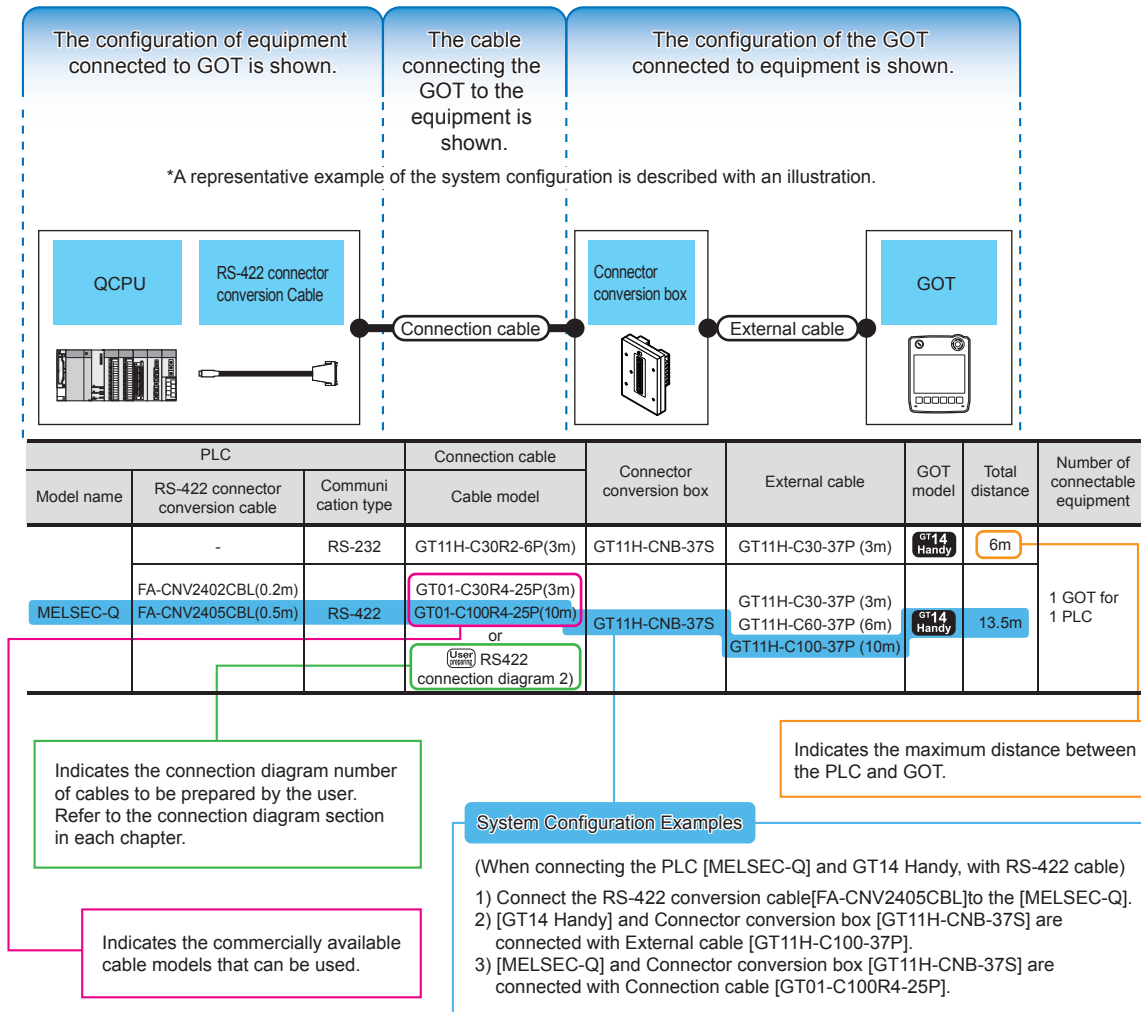 The configuration of equipment
connected to GOT is shown.
The cable
connecting the
GOT to the
equipment is
shown.
The configuration of the GOT
connected to equipment is shown.
*A representative example of the system configuration is described with an illustration.
QCPU
RS-422 connector
conversion Cable
Connection cable
Connector
conversion box
External cable
GOT
PLC
Connection cable
Connector
conversion box
External cable
GOT
model
Total
distance
Number of
connectable
equipment
Model name
RS-422 connector
conversion cable
Communi
cation type
Cable model
-
RS-232
GT11H-C30R2-6P(3m)
GT11H-CNB-37S
GT11H-C30-37P (3m)
GT14
Handy
6m
MELSEC-Q
FA-CNV2402CBL(0.2m)
FA-CNV2405CBL(0.5m)
RS-422
GT01-C30R4-25P(3m)
GT01-C100R4-25P(10m)
or
User preparing RS422
connection diagram 2)
GT11H-CNB-37S
GT11H-C30-37P (3m)
GT11H-C60-37P (6m)
GT11H-C100-37P (10m)
GT14
Handy
13.5m
1 GOT for
1 PLC
Indicates the connection diagram number
of cables to be prepared by the user.
Refer to the connection diagram section
in each chapter.
Indicates the commercially available
cable models that can be used.
Indicates the maximum distance between
the PLC and GOT.
System Configuration Examples
(When connecting the PLC [MELSEC-Q] and GT14 Handy, with RS-422 cable)
1) Connect the RS-422 conversion cable[FA-CNV2405CBL]to the [MELSEC-Q].
2) [GT14 Handy] and Connector conversion box [GT11H-CNB-37S] are
connected with External cable [GT11H-C100-37P].
3) [MELSEC-Q] and Connector conversion box [GT11H-CNB-37S] are
connected with Connection cable [GT01-C100R4-25P].